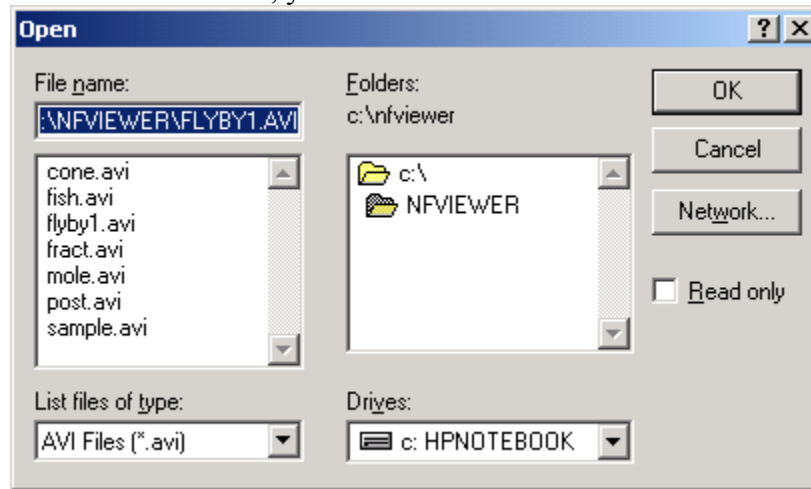 Open
File name:
:\NFVIEWER\FLYBY1.AVI
cone.avi
fish.avi
flyby1.avi
fract.avi
mole.avi
post.avi
sample.avi
List files of type:
AVI Files (*.avi)
Folders:
c:\nfviewer
c:\
NFVIEWER
Drives:
c: HPNOTEBOOK
OK
Cancel
Network...
Read only